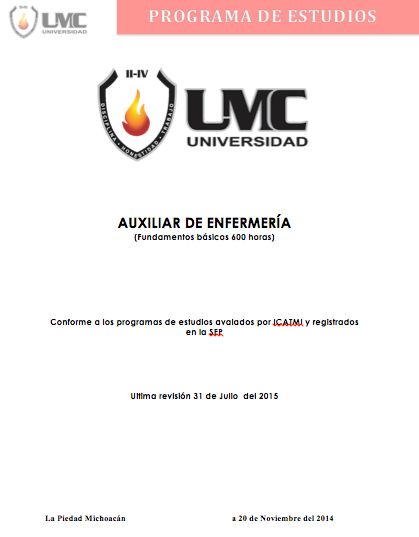 II-IV
UMC
UNIVERSIDAD
PROGRAMA DE ESTUDIOS
II-IV
DISCIPLINA • HONESTIDAD • TRABAJO
UMC
UNIVERSIDAD
AUXILIAR DE ENFERMERÍA
(Fundamentos básicos 600 horas)
Conforme a los programas de estudios avalados por ICATMI y registrados
en la SEP.
Ultima revisión 31 de Julio del 2015
La Piedad Michoacán a 20 de Noviembre del 2014